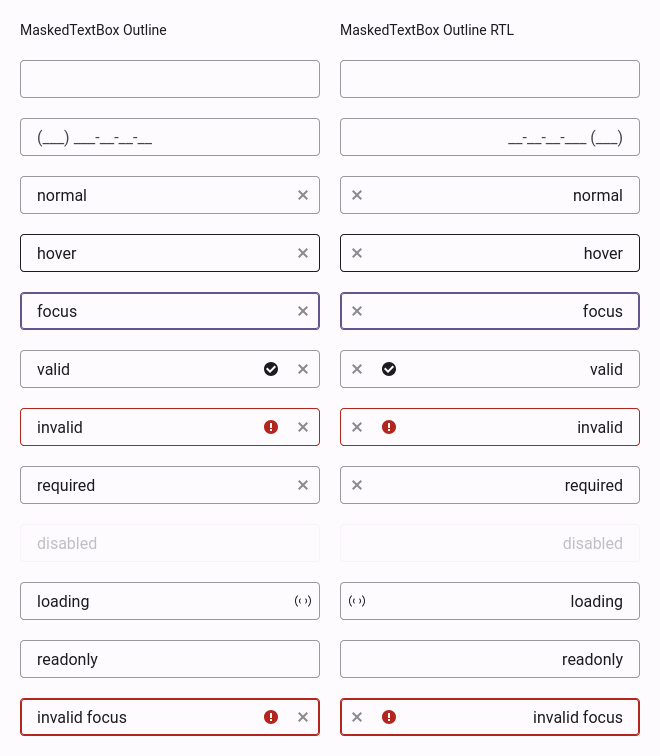 MaskedTextBox Outline
MaskedTextBox Outline RTL
(___) ___-__-__-__
__-__-__-___ (___)
normal
normal
hover
hover
focus
focus
valid
valid
invalid
invalid
required
required
disabled
disabled
loading
loading
readonly
readonly
invalid focus
invalid focus